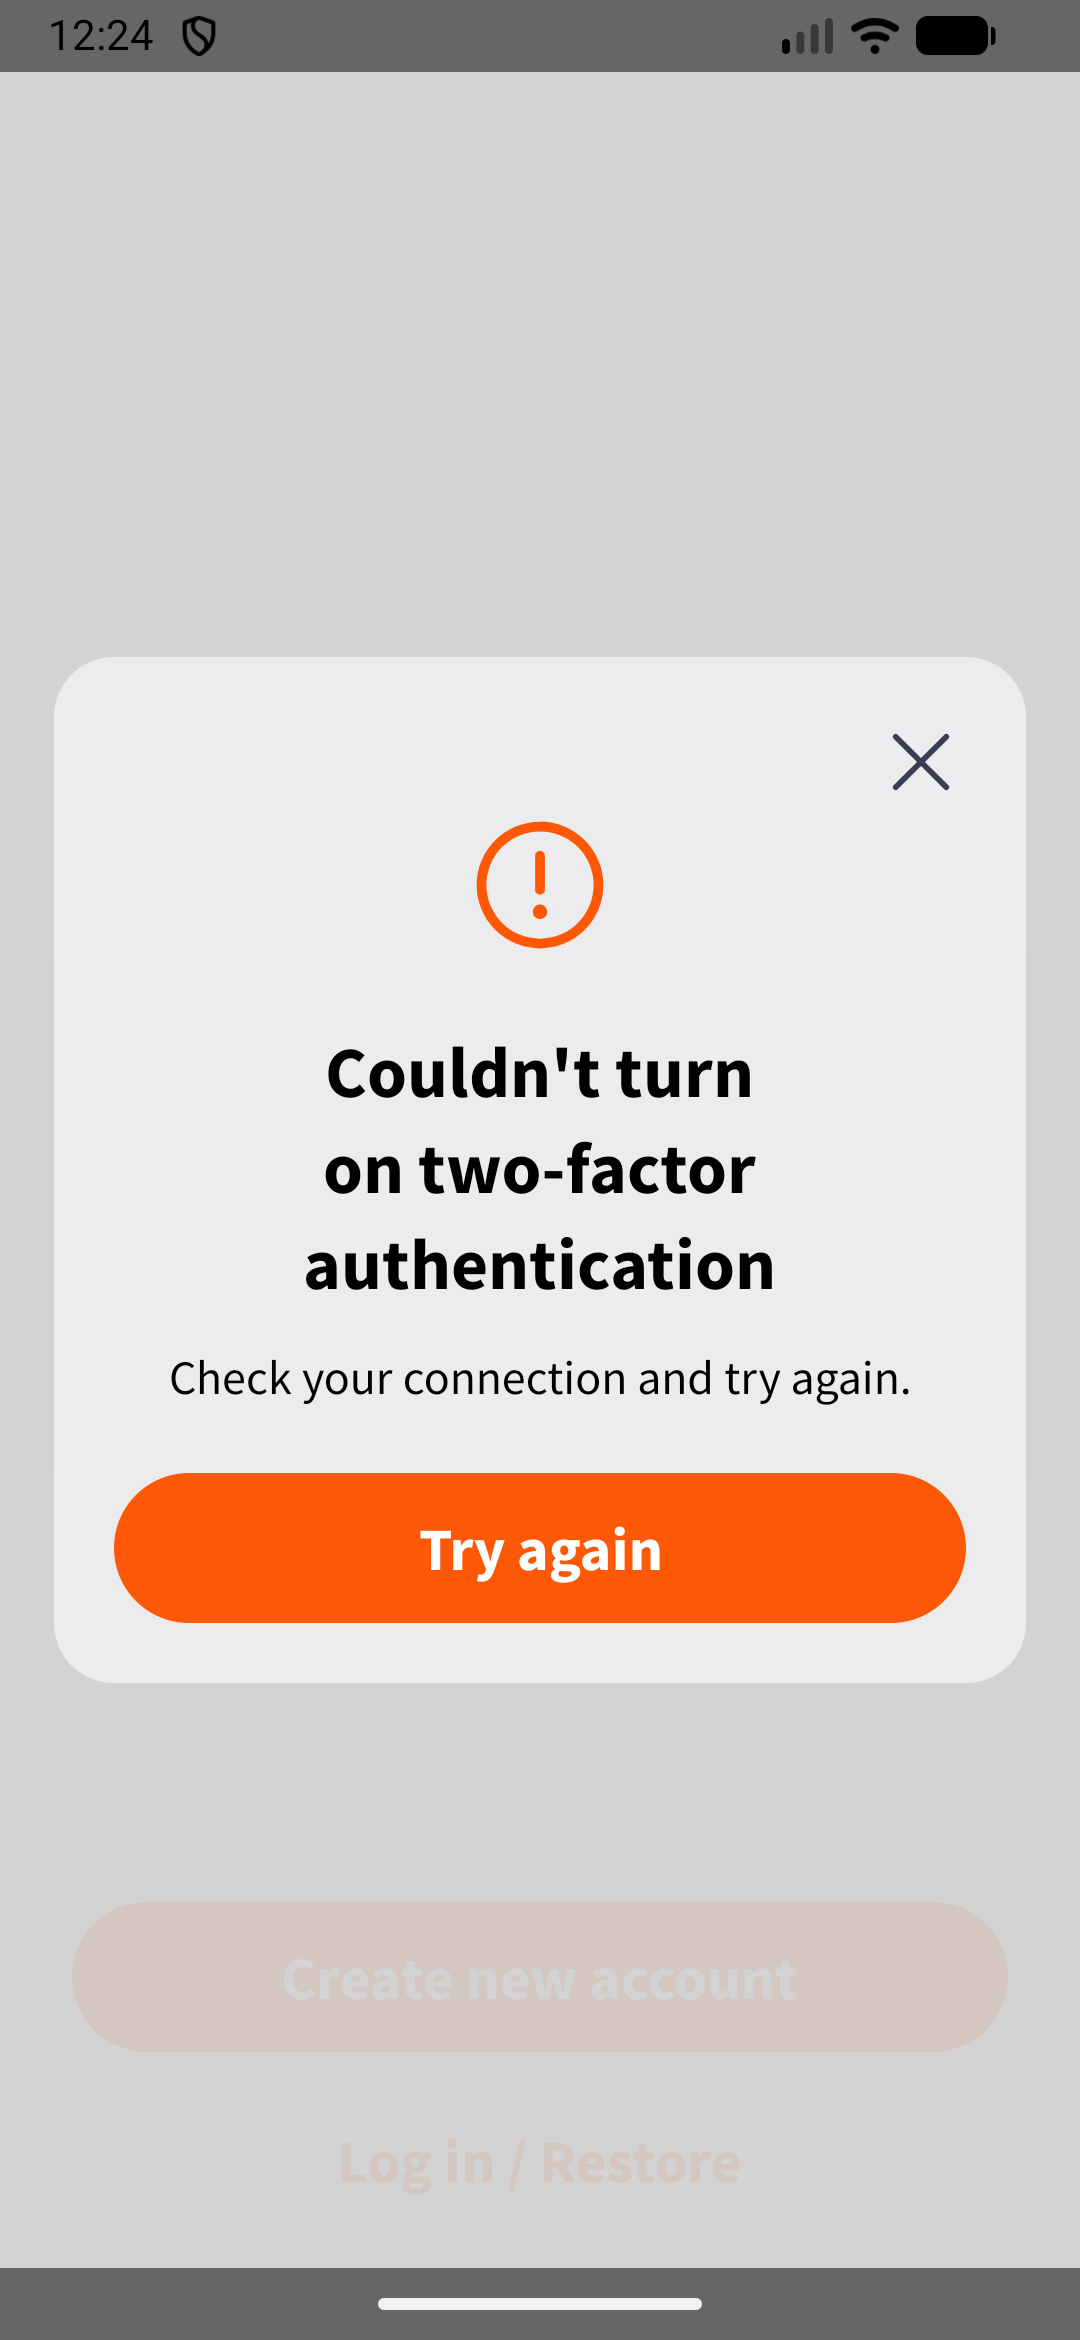 12:24
Couldn't turn
on two-factor
authentication
Check your connection and try again.
Try again
Create new account
Log in / Restore